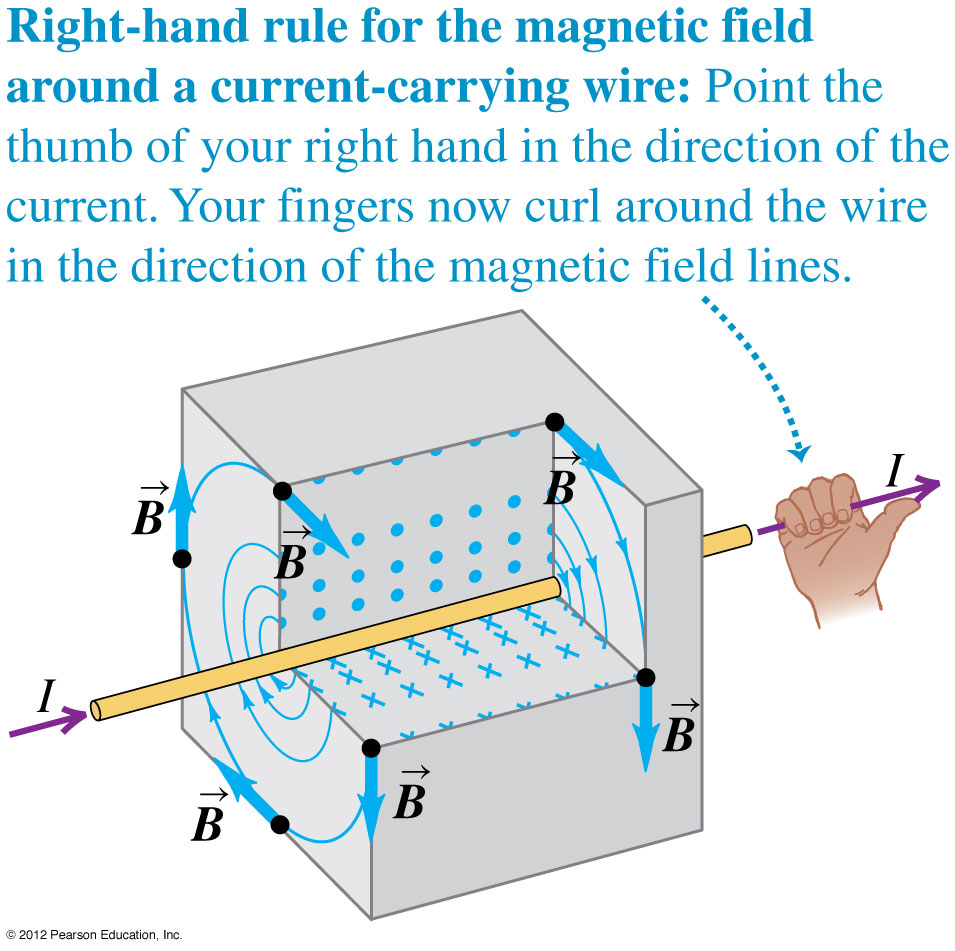 Right-hand rule for the magnetic field
around a current-carrying wire: Point the
thumb of your right hand in the direction of the
current. Your fingers now curl around the wire
in the direction of the magnetic field lines.
B⃗
B⃗
B⃗
I
I
B⃗
B⃗
B⃗
© 2012 Pearson Education, Inc.